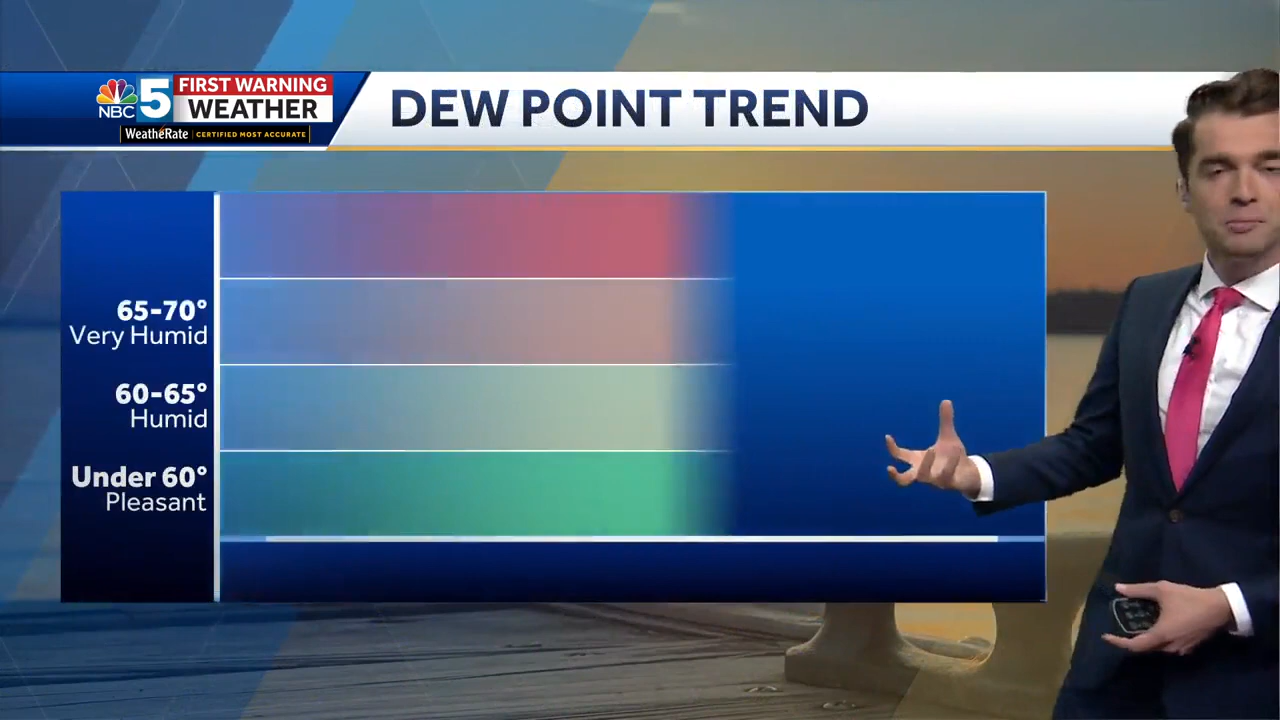 NBC 5 FIRST WARNING
WEATHER
WeatheRate CERTIFIED MOST ACCURATE
DEW POINT TREND
65-70°
Very Humid
60-65°
Humid
Under 60°
Pleasant